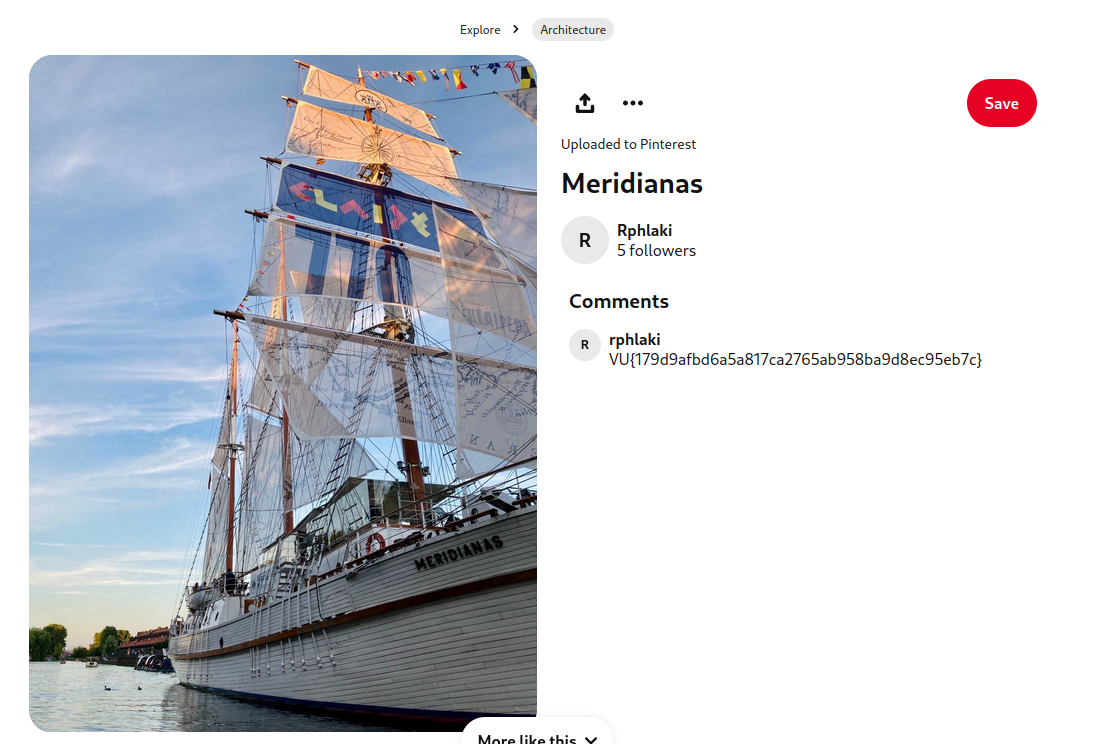 Explore
Architecture
Save
Uploaded to Pinterest
Meridianas
R
Rphlaki
5 followers
Comments
R
rphlaki
VU{179d9afbd6a5a817ca2765ab958ba9d8ec95eb7c}
MERIDIANAS
More like this